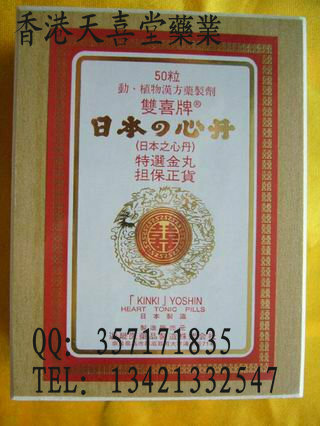 香港天喜堂藥業
50粒
動・植物漢方藥製劑
雙喜牌®
日本の心丹
(日本之心丹)
特選金丸
担保正貨
「KINKI」YOSHIN
HEART TONIC PILLS
日本製造
QQ: 357171835
TEL: 13421332547